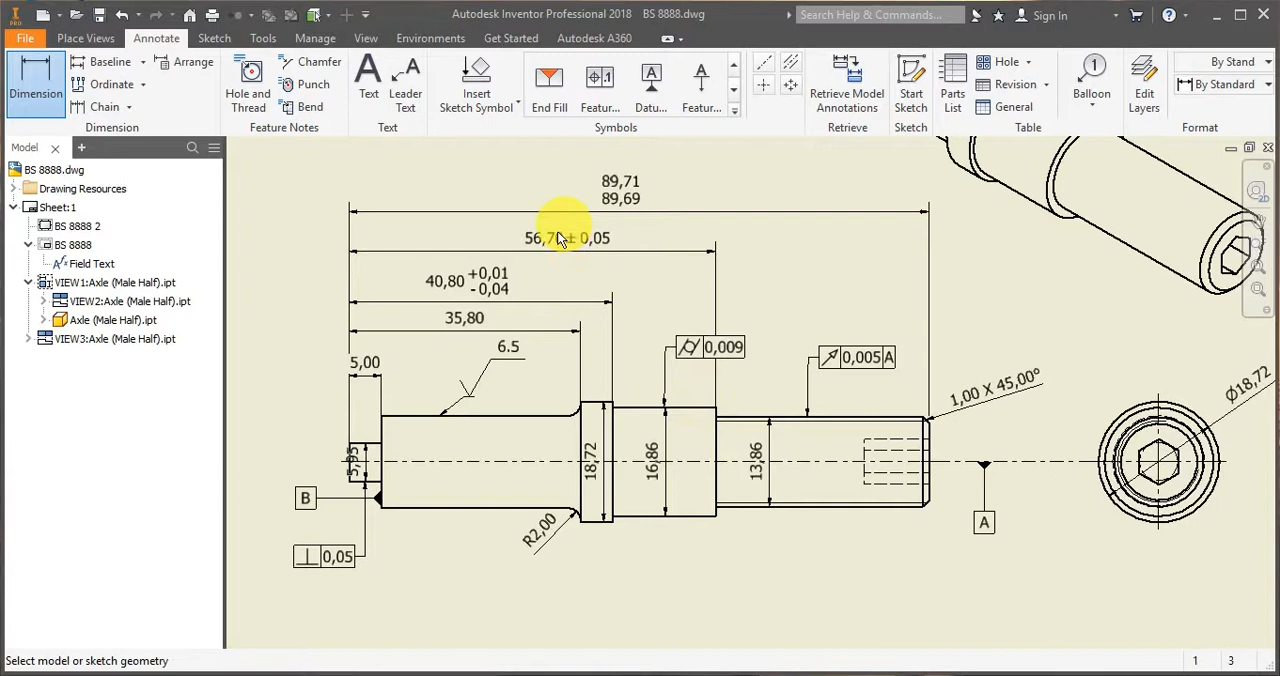 PRO
Autodesk Inventor Professional 2018 BS 8888.dwg
Search Help & Commands...
Sign In
File
Place Views
Annotate
Sketch
Tools
Manage
View
Environments
Get Started
Autodesk A360
Dimension
Baseline
Ordinate
Chain
Arrange
Dimension
Hole and
Thread
Chamfer
Punch
Bend
Feature Notes
Text
Leader
Text
Text
Insert
Sketch Symbol
End Fill
Featur...
Datu...
Featur...
Symbols
Retrieve Model
Annotations
Retrieve
Start
Sketch
Sketch
Parts
List
Hole
Revision
General
Table
Balloon
Edit
Layers
By Stand
By Standard
Format
Model
BS 8888.dwg
Drawing Resources
Sheet:1
BS 8888 2
BS 8888
Field Text
VIEW1:Axle (Male Half).ipt
VIEW2:Axle (Male Half).ipt
Axle (Male Half).ipt
VIEW3:Axle (Male Half).ipt
89,71
89,69
± 0,05
40,80 +0,01
- 0,04
35,80
5,00
6.5
0,009
0,005 A
1,00 X 45,00°
Ø18,72
5,95
18,72
16,86
13,86
B
R2,00
A
⊥ 0,05
Select model or sketch geometry
1 3